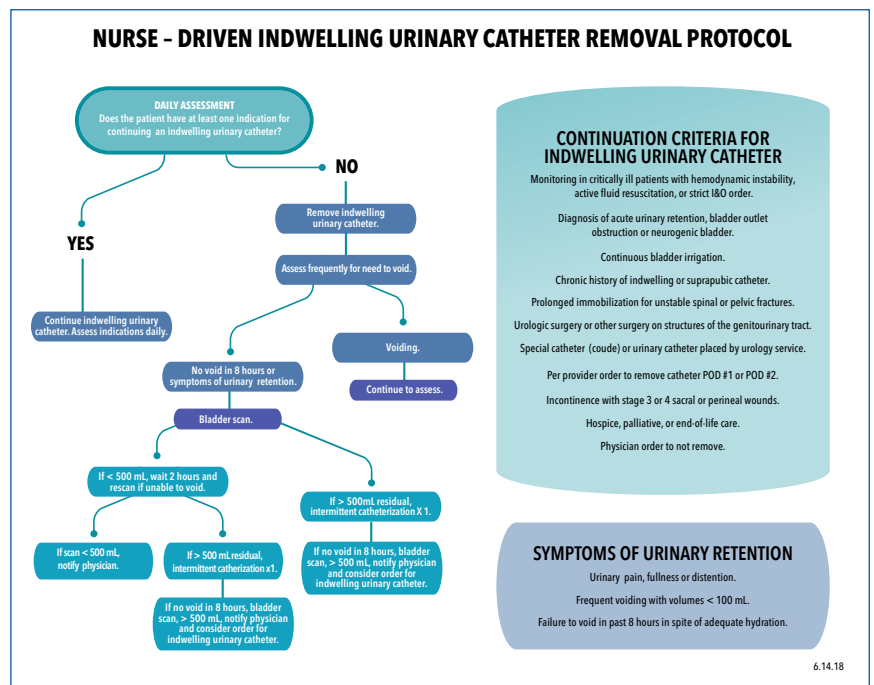 NURSE – DRIVEN INDWELLING URINARY CATHETER REMOVAL PROTOCOL
DAILY ASSESSMENT
Does the patient have at least one indication for
continuing an indwelling urinary catheter?
NO
Remove indwelling
urinary catheter.
YES
Assess frequently for need to void.
Continue indwelling urinary
catheter. Assess indications daily.
Voiding.
No void in 8 hours or
symptoms of urinary retention.
Continue to assess.
Bladder scan.
If < 500 mL, wait 2 hours and
rescan if unable to void.
If > 500mL residual,
intermittent catheterization X 1.
If scan < 500 mL,
notify physician.
If > 500 mL residual,
intermittent catherization x1.
If no void in 8 hours, bladder
scan, > 500 mL, notify physician
and consider order for
indwelling urinary catheter.
If no void in 8 hours, bladder
scan, > 500 mL, notify physician
and consider order for
indwelling urinary catheter.
CONTINUATION CRITERIA FOR
INDWELLING URINARY CATHETER
Monitoring in critically ill patients with hemodynamic instability,
active fluid resuscitation, or strict I&O order.
Diagnosis of acute urinary retention, bladder outlet
obstruction or neurogenic bladder.
Continuous bladder irrigation.
Chronic history of indwelling or suprapubic catheter.
Prolonged immobilization for unstable spinal or pelvic fractures.
Urologic surgery or other surgery on structures of the genitourinary tract.
Special catheter (coude) or urinary catheter placed by urology service.
Per provider order to remove catheter POD #1 or POD #2.
Incontinence with stage 3 or 4 sacral or perineal wounds.
Hospice, palliative, or end-of-life care.
Physician order to not remove.
SYMPTOMS OF URINARY RETENTION
Urinary pain, fullness or distention.
Frequent voiding with volumes < 100 mL.
Failure to void in past 8 hours in spite of adequate hydration.
6.14.18